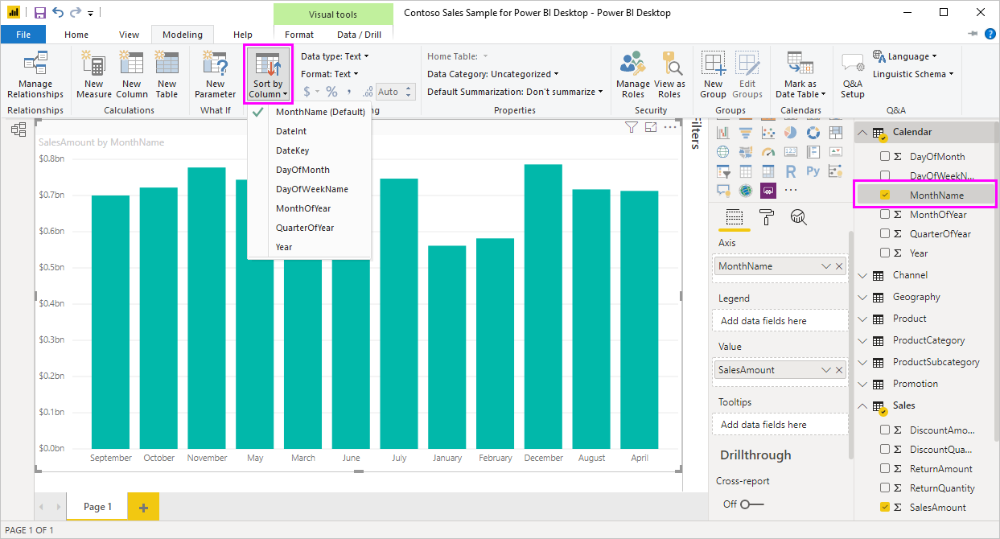 Visual tools
Contoso Sales Sample for Power BI Desktop - Power BI Desktop
File
Home
View
Modeling
Help
Format
Data / Drill
Manage
Relationships
Relationships
New
Measure
New
Column
New
Table
Calculations
New
Parameter
What If
Sort by
Column
Data type: Text
Format: Text
$ % , .00 Auto
ng
Home Table:
Data Category: Uncategorized
Default Summarization: Don't summarize
Properties
Manage
Roles
View as
Roles
Security
New
Group
Edit
Groups
Groups
Mark as
Date Table
Calendars
Q&A
Setup
Language
Linguistic Schema
Q&A
MonthName (Default)
DateInt
DateKey
DayOfMonth
DayOfWeekName
MonthOfYear
QuarterOfYear
Year
SalesAmount by MonthName
$0.8bn
$0.7bn
$0.6bn
$0.5bn
$0.4bn
$0.3bn
$0.2bn
$0.1bn
$0.0bn
September
October
November
May
March
June
July
January
February
December
August
April
Filters
R
Py
123
Axis
MonthName
Legend
Add data fields here
Value
SalesAmount
Tooltips
Add data fields here
Drillthrough
Cross-report
Off
Calendar
DayOfMonth
DayOfWeekN...
MonthName
MonthOfYear
QuarterOfYear
Year
Channel
Geography
Product
ProductCategory
ProductSubcategory
Promotion
Sales
DiscountAmo...
DiscountQua...
ReturnAmount
ReturnQuantity
SalesAmount
Page 1
PAGE 1 OF 1